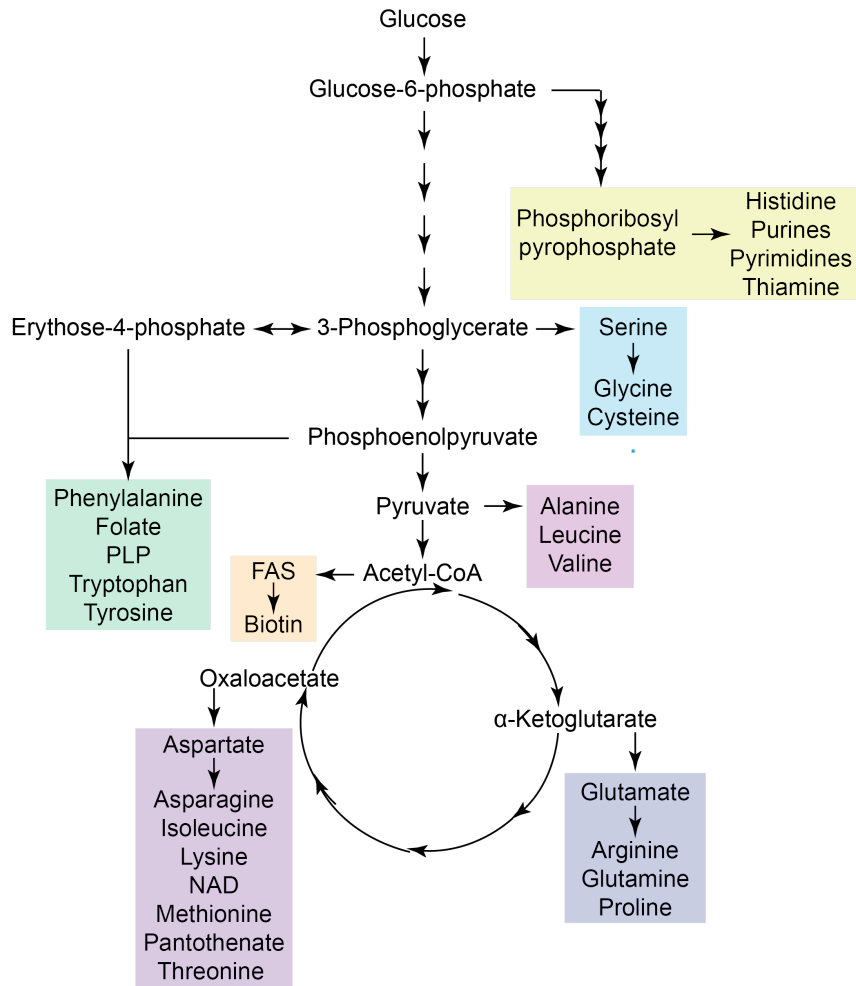 Glucose
Glucose-6-phosphate
Phosphoribosyl
pyrophosphate
Histidine
Purines
Pyrimidines
Thiamine
Erythose-4-phosphate
3-Phosphoglycerate
Serine
Glycine
Cysteine
Phosphoenolpyruvate
Phenylalanine
Folate
PLP
Tryptophan
Tyrosine
Pyruvate
Alanine
Leucine
Valine
FAS
Biotin
Acetyl-CoA
Oxaloacetate
α-Ketoglutarate
Aspartate
Asparagine
Isoleucine
Lysine
NAD
Methionine
Pantothenate
Threonine
Glutamate
Arginine
Glutamine
Proline